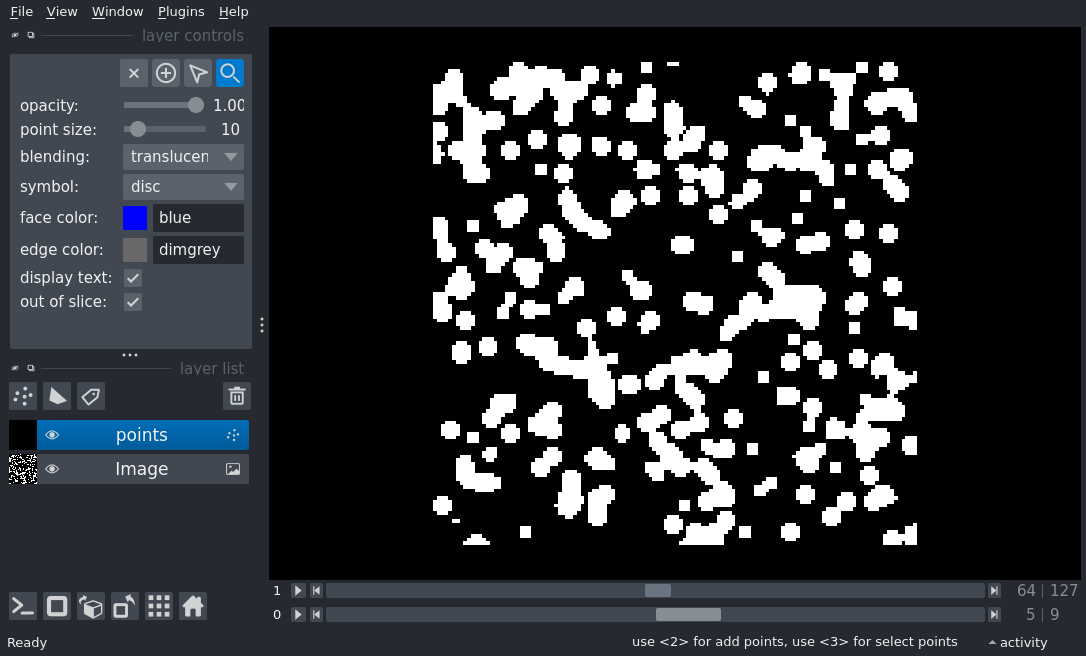 File View Window Plugins Help
layer controls
opacity: 1.00
point size: 10
blending: translucen
symbol: disc
face color: blue
edge color: dimgrey
display text:
out of slice:
layer list
points
Image
1 64 | 127
0 5 | 9
Ready use <2> for add points, use <3> for select points activity